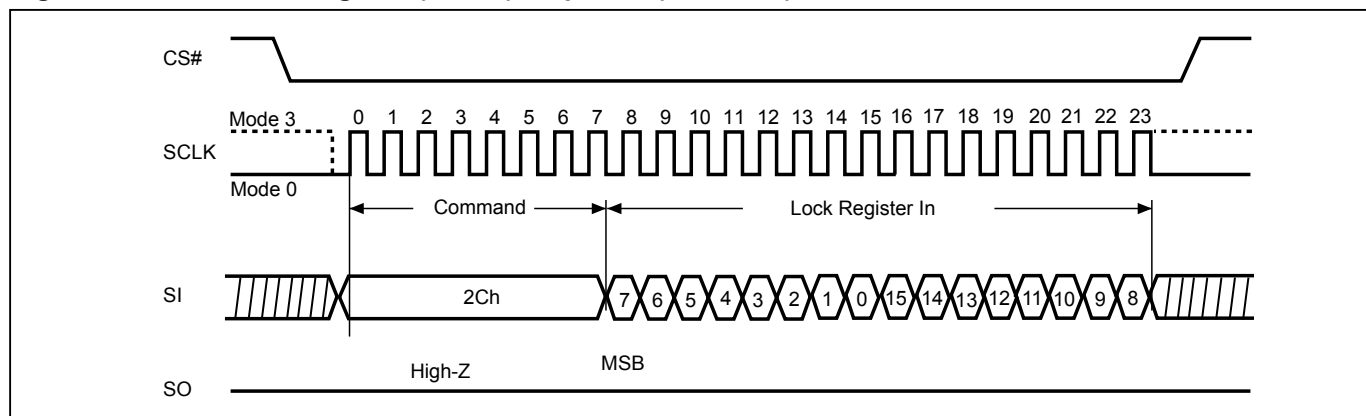 CS#
Mode 3 0 1 2 3 4 5 6 7 8 9 10 11 12 13 14 15 16 17 18 19 20 21 22 23
SCLK
Mode 0
Command Lock Register In
SI 2Ch 7 6 5 4 3 2 1 0 15 14 13 12 11 10 9 8
High-Z MSB
SO